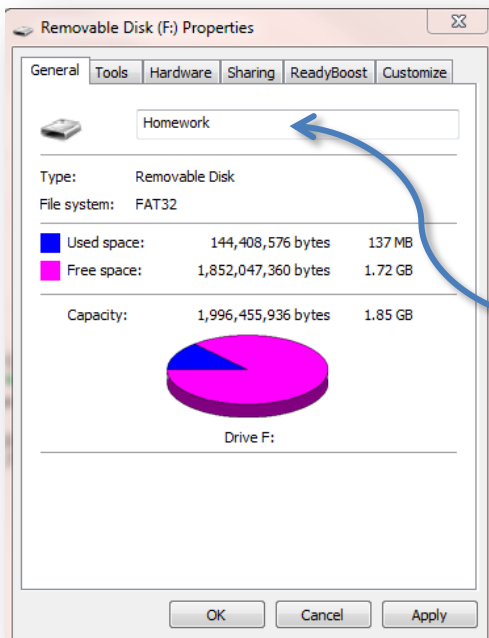 Removable Disk (F:) Properties
General Tools Hardware Sharing ReadyBoost Customize
Homework
Type: Removable Disk
File system: FAT32
Used space: 144,408,576 bytes 137 MB
Free space: 1,852,047,360 bytes 1.72 GB
Capacity: 1,996,455,936 bytes 1.85 GB
Drive F:
OK Cancel Apply